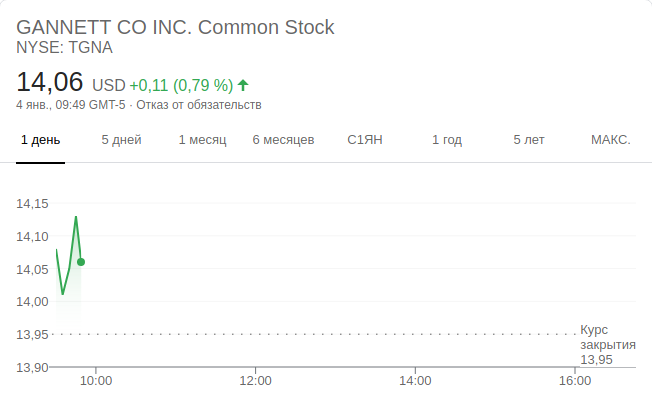 GANNETT CO INC. Common Stock
NYSE: TGNA
14,06 USD +0,11 (0,79 %)
4 янв., 09:49 GMT-5 · Отказ от обязательств
1 день 5 дней 1 месяц 6 месяцев С1ЯН 1 год 5 лет МАКС.
14,15
14,10
14,05
14,00
13,95
13,90
Курс
закрытия
13,95
10:00 12:00 14:00 16:00